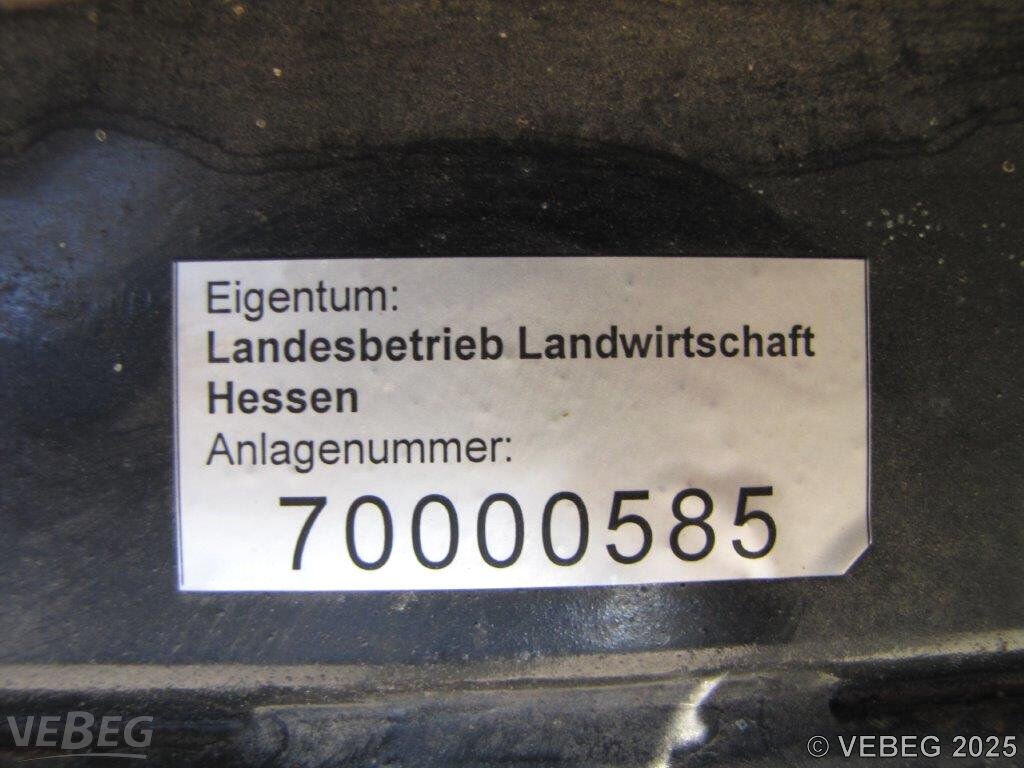 Eigentum:
Landesbetrieb Landwirtschaft
Hessen
Anlagenummer:
70000585
VEBEG
© VEBEG 2025